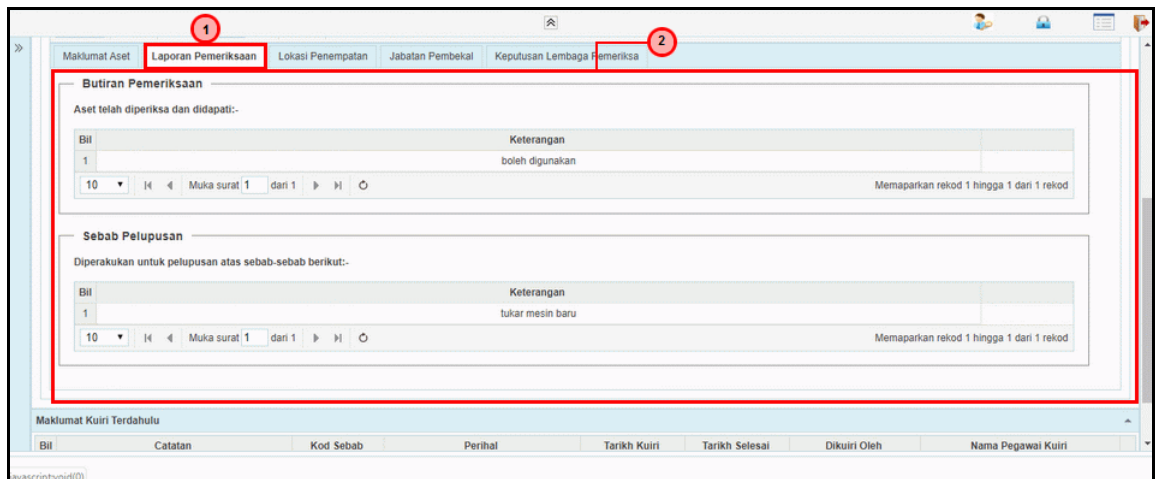 1
2
Maklumat Aset Laporan Pemeriksaan Lokasi Penempatan Jabatan Pembekal Keputusan Lembaga Pemeriksa
Butiran Pemeriksaan
Aset telah diperiksa dan didapati:-
Bil Keterangan
1 boleh digunakan
10 Muka surat 1 dari 1 Memaparkan rekod 1 hingga 1 dari 1 rekod
Sebab Pelupusan
Diperakukan untuk pelupusan atas sebab-sebab berikut:-
Bil Keterangan
1 tukar mesin baru
10 Muka surat 1 dari 1 Memaparkan rekod 1 hingga 1 dari 1 rekod
Maklumat Kuiri Terdahulu
Bil Catatan Kod Sebab Perihal Tarikh Kuiri Tarikh Selesai Dikuiri Oleh Nama Pegawai Kuiri